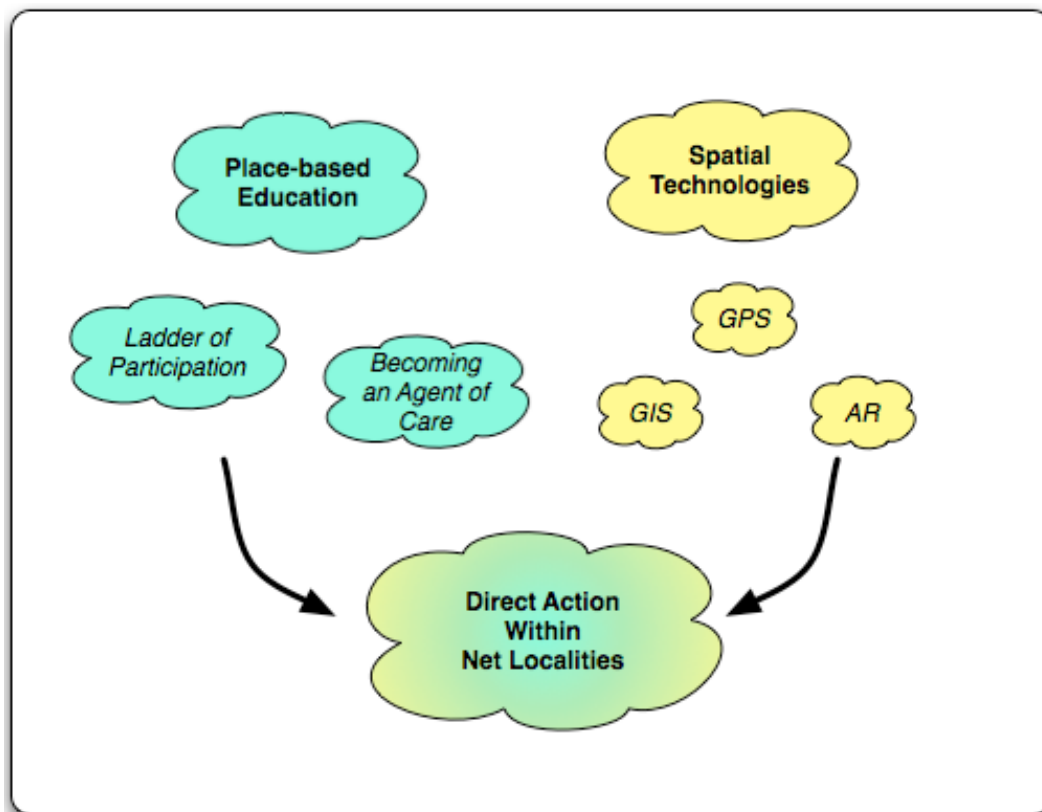 Place-based
Education
Spatial
Technologies
Ladder of
Participation
Becoming
an Agent of
Care
GPS
GIS
AR
Direct Action
Within
Net Localities